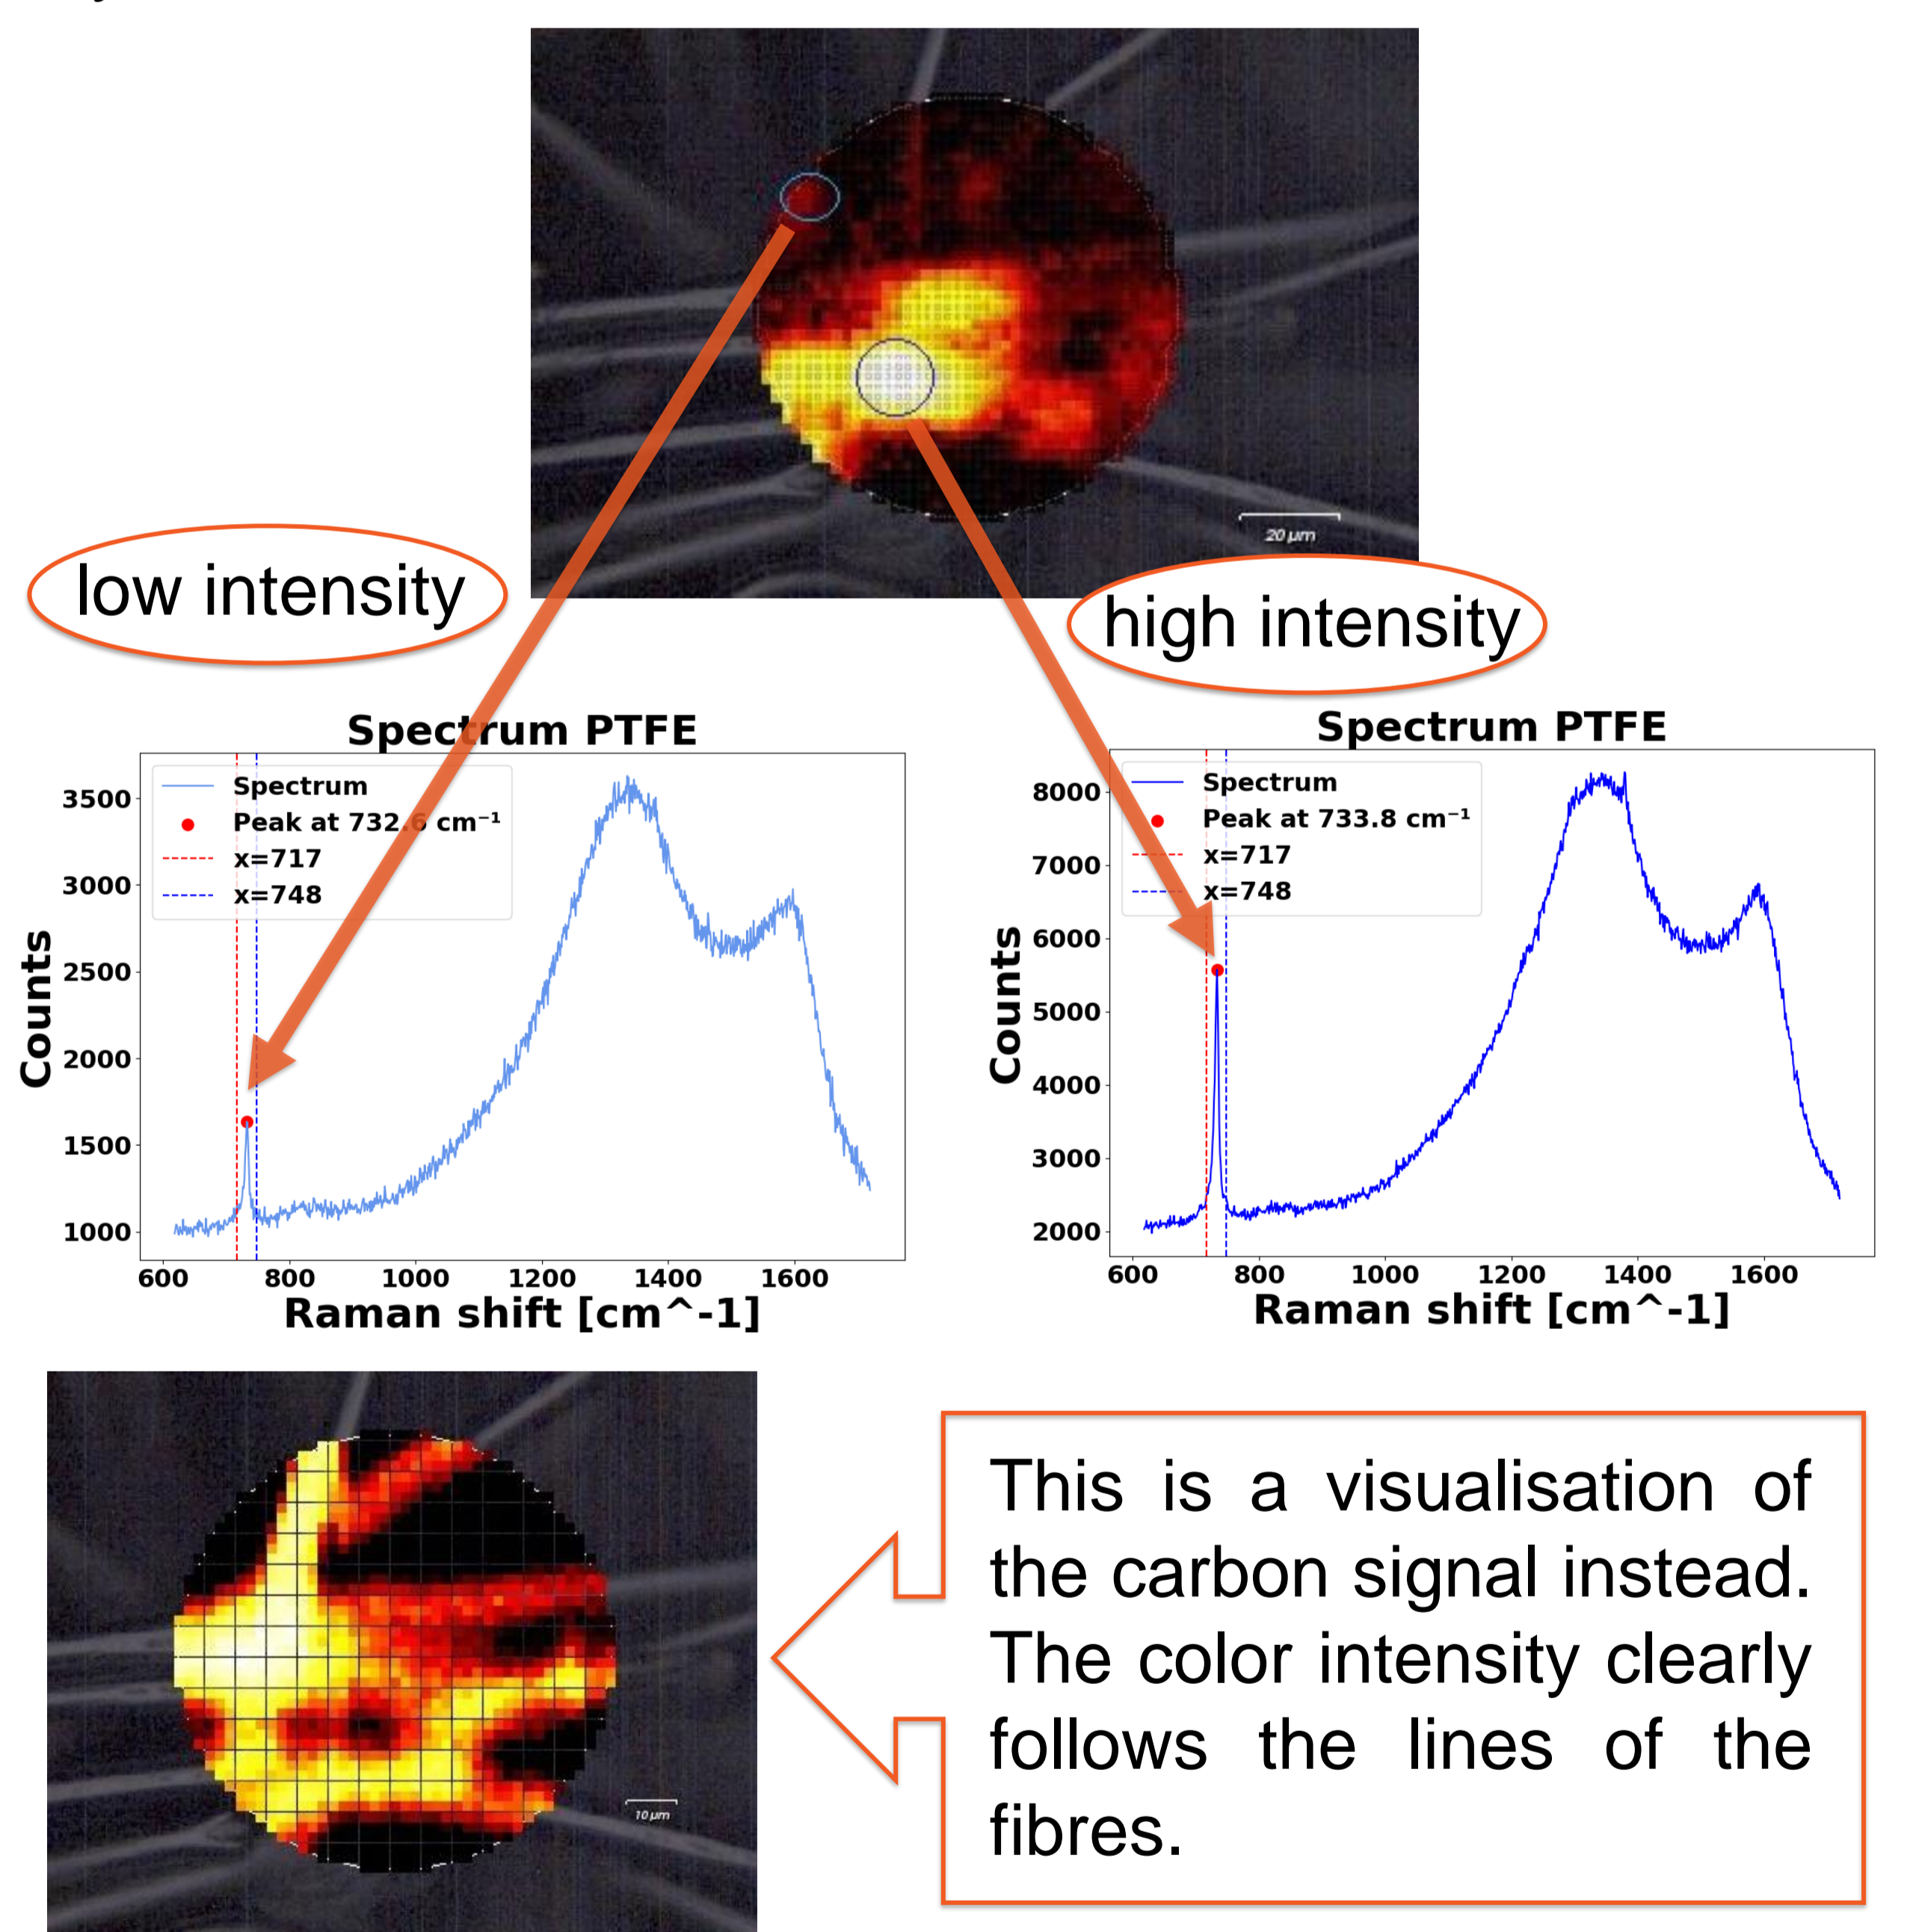 20 µm
low intensity
high intensity
Spectrum PTFE
Spectrum
Peak at 732.6 cm⁻¹
x=717
x=748
3500
3000
2500
2000
1500
1000
Counts
600 800 1000 1200 1400 1600
Raman shift [cm^-1]
Spectrum PTFE
Spectrum
Peak at 733.8 cm⁻¹
x=717
x=748
8000
7000
6000
5000
4000
3000
2000
Counts
600 800 1000 1200 1400 1600
Raman shift [cm^-1]
10 µm
This is a visualisation of
the carbon signal instead.
The color intensity clearly
follows the lines of the
fibres.